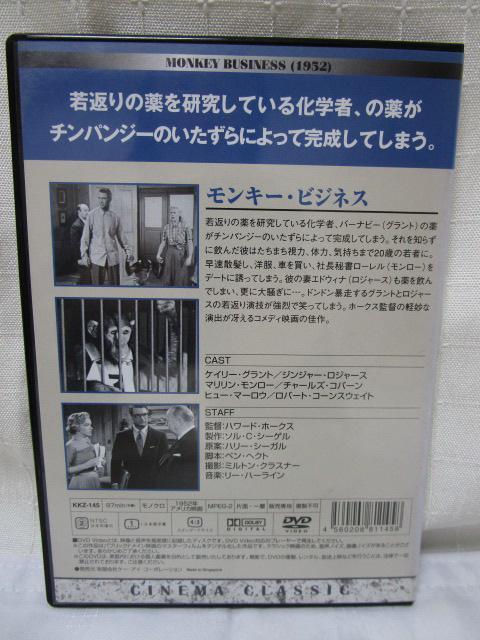 MONKEY BUSINESS (1952)
若返りの薬を研究している化学者、の薬が
チンパンジーのいたずらによって完成してしまう。
モンキー・ビジネス
若返りの薬を研究している化学者、バーナビー(グラント)の薬
がチンパンジーのいたずらによって完成してしまう。それを知らず
に飲んだ彼はたちまち視力、体力、気持ちまで20歳の若者に。
早速散髪し、洋服、車を買い、社長秘書ローレル(モンロー)を
デートに誘ってしまう。彼の妻エドウィナ(ロジャース)も薬を飲ん
でしまい、更に大騒ぎに…。ドンドン暴走するグラントとロジャー
スの若返り演技が強烈で笑ってしまう。ホークス監督の軽妙な
演出が冴えるコメディ映画の佳作。
CAST
ケイリー・グラント/ジンジャー・ロジャース
マリリン・モンロー/チャールズ・コバーン
ヒュー・マーロウ/ロバート・コーンスウェイト
STAFF
監督:ハワード・ホークス
製作:ソル・C・シーゲル
原案:ハリー・シーガル
脚本:ベン・ヘクト
撮影:ミルトン・クラスナー
音楽:リー・ハーライン
KKZ-145 97min モノクロ 1952年 アメリカ映画 MPEG-2 片面・一層 販売専用 複製不可
2 NTSC 1 4:3 DOLBY DIGITAL DVD VIDEO
4 560208 811456
Made in Singapore
CINEMA CLASSIC